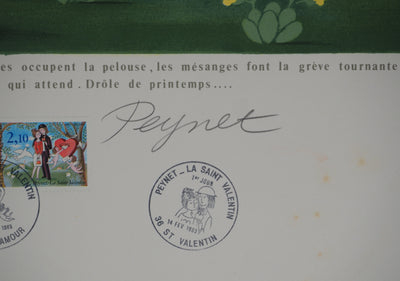 es occupent la pelouse, les mésanges font la grève tournante
qui attend. Drôle de printemps....
Peynet
2,10
VALENTIN
AMOUR
PEYNET _ LA SAINT VALENTIN
1er JOUR
14 FEV
36 ST VALENTIN